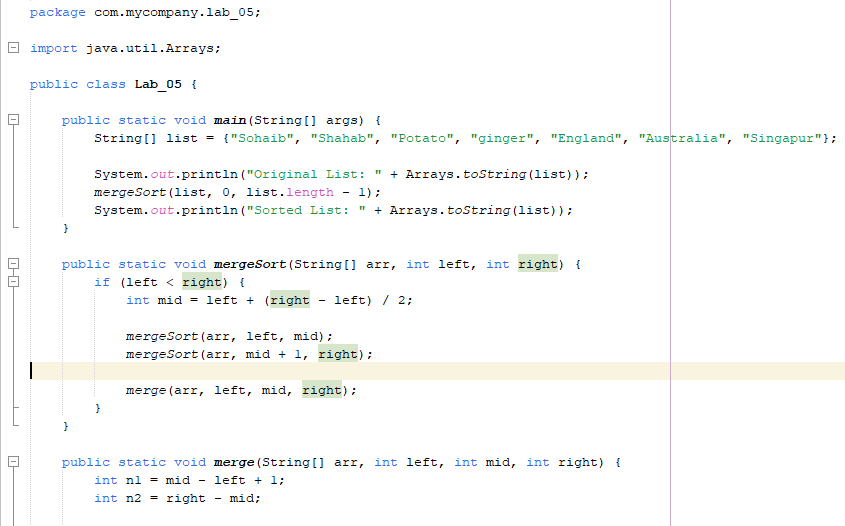 package com.mycompany.lab_05;
import java.util.Arrays;
public class Lab_05 {
public static void main(String[] args) {
String[] list = {"Sohaib", "Shahab", "Potato", "ginger", "England", "Australia", "Singapur"};
System.out.println("Original List: " + Arrays.toString(list));
mergeSort(list, 0, list.length - 1);
System.out.println("Sorted List: " + Arrays.toString(list));
}
public static void mergeSort(String[] arr, int left, int right) {
if (left < right) {
int mid = left + (right - left) / 2;
mergeSort(arr, left, mid);
mergeSort(arr, mid + 1, right);
merge(arr, left, mid, right);
}
}
public static void merge(String[] arr, int left, int mid, int right) {
int n1 = mid - left + 1;
int n2 = right - mid;